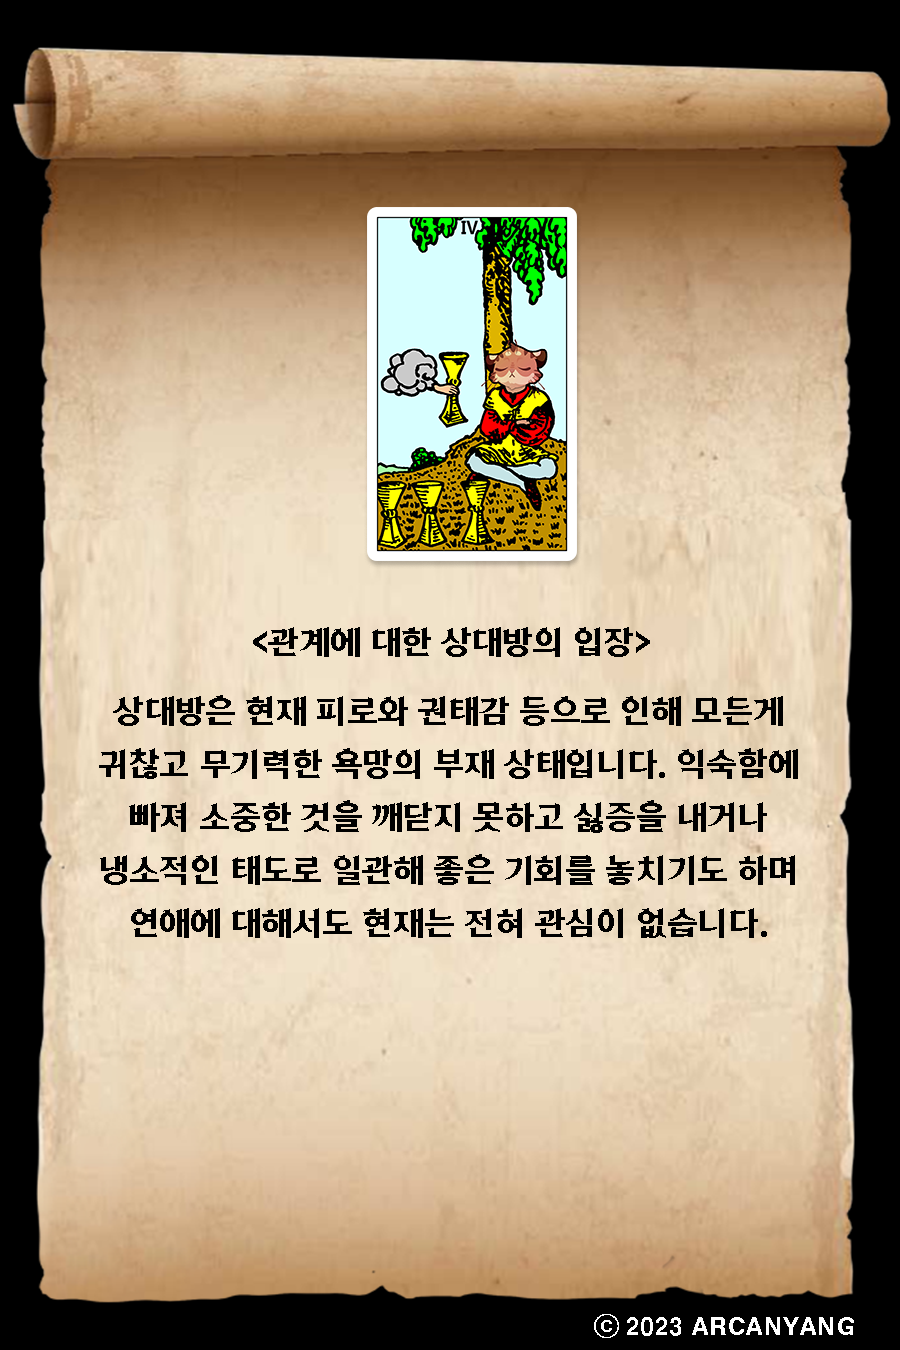 IV
<관계에 대한 상대방의 입장>
상대방은 현재 피로와 권태감 등으로 인해 모든게
귀찮고 무기력한 욕망의 부재 상태입니다. 익숙함에
빠져 소중한 것을 깨닫지 못하고 싫증을 내거나
냉소적인 태도로 일관해 좋은 기회를 놓치기도 하며
연애에 대해서도 현재는 전혀 관심이 없습니다.
ⓒ 2023 ARCANYANG